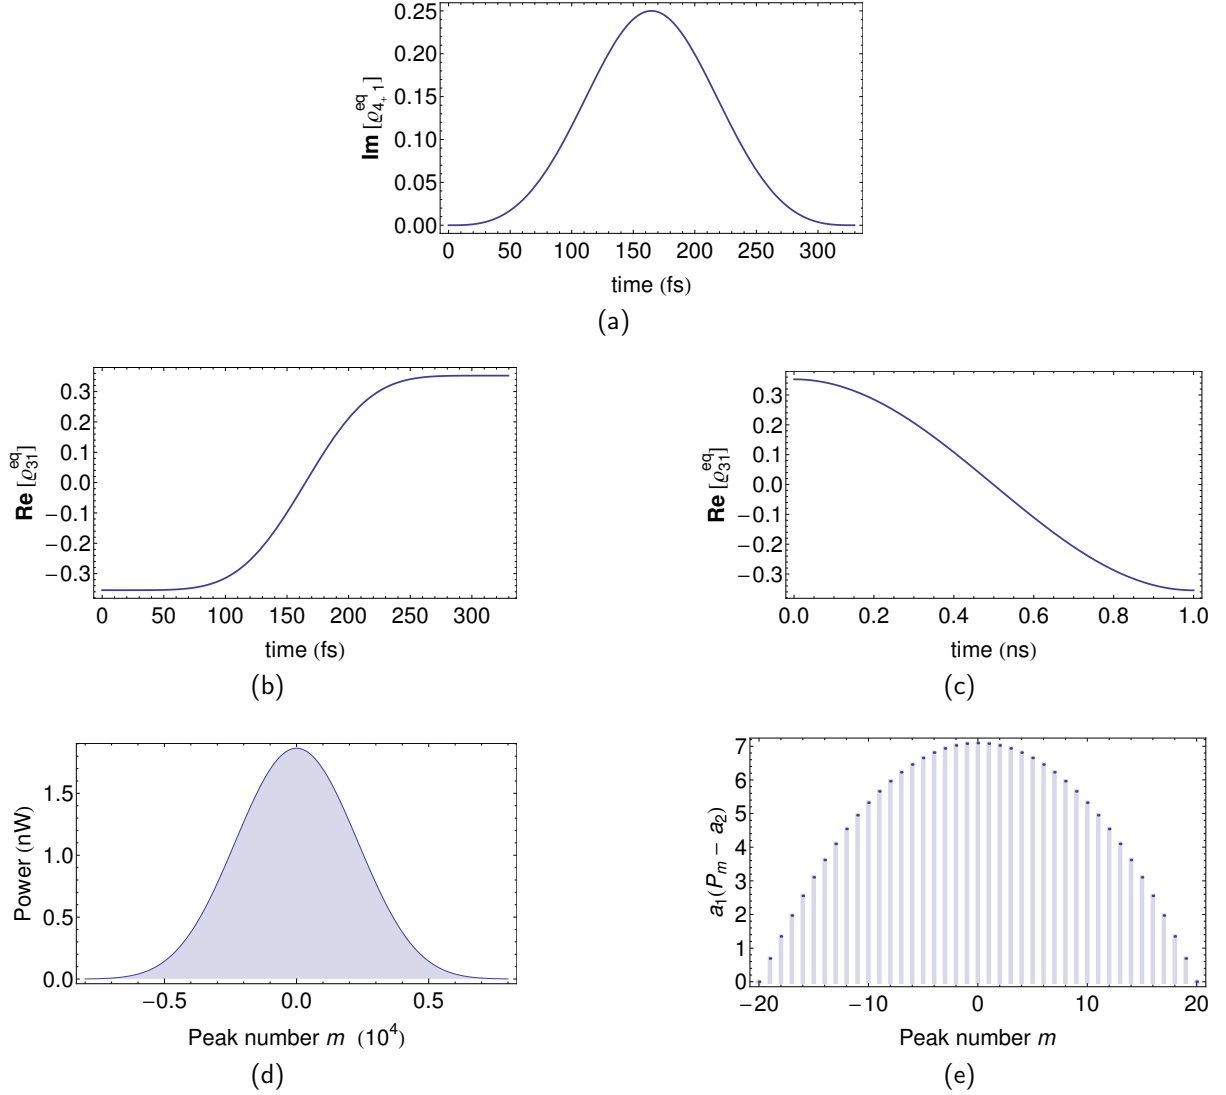 0.25
0.20
0.15
0.10
0.05
0.00
Im [ϱ^eq_4+ 1]
0 50 100 150 200 250 300
time (fs)
(a)
0.3
0.2
0.1
0.0
−0.1
−0.2
−0.3
Re [ϱ^eq_31]
0 50 100 150 200 250 300
time (fs)
(b)
0.3
0.2
0.1
0.0
−0.1
−0.2
−0.3
Re [ϱ^eq_31]
0.0 0.2 0.4 0.6 0.8 1.0
time (ns)
(c)
1.5
1.0
0.5
0.0
Power (nW)
−0.5 0.0 0.5
Peak number m (10^4)
(d)
7
6
5
4
3
2
1
0
a_1(P_m − a_2)
−20 −10 0 10 20
Peak number m
(e)